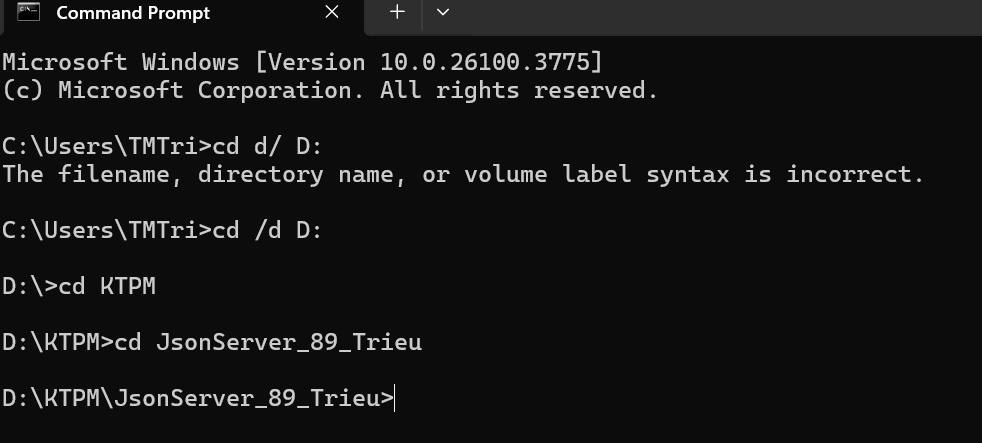 Command Prompt
Microsoft Windows [Version 10.0.26100.3775]
(c) Microsoft Corporation. All rights reserved.
C:\Users\TMTri>cd d/ D:
The filename, directory name, or volume label syntax is incorrect.
C:\Users\TMTri>cd /d D:
D:\>cd KTPM
D:\KTPM>cd JsonServer_89_Trieu
D:\KTPM\JsonServer_89_Trieu>